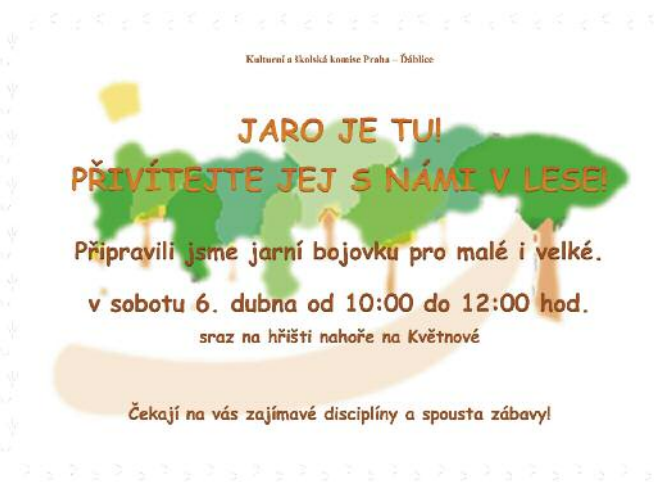 Kulturní a školská komise Praha – Ďáblice
JARO JE TU!
PŘIVÍTEJTE JEJ S NÁMI V LESE!
Připravili jsme jarní bojovku pro malé i velké.
v sobotu 6. dubna od 10:00 do 12:00 hod.
sraz na hřišti nahoře na Květnové
Čekají na vás zajímavé disciplíny a spousta zábavy!